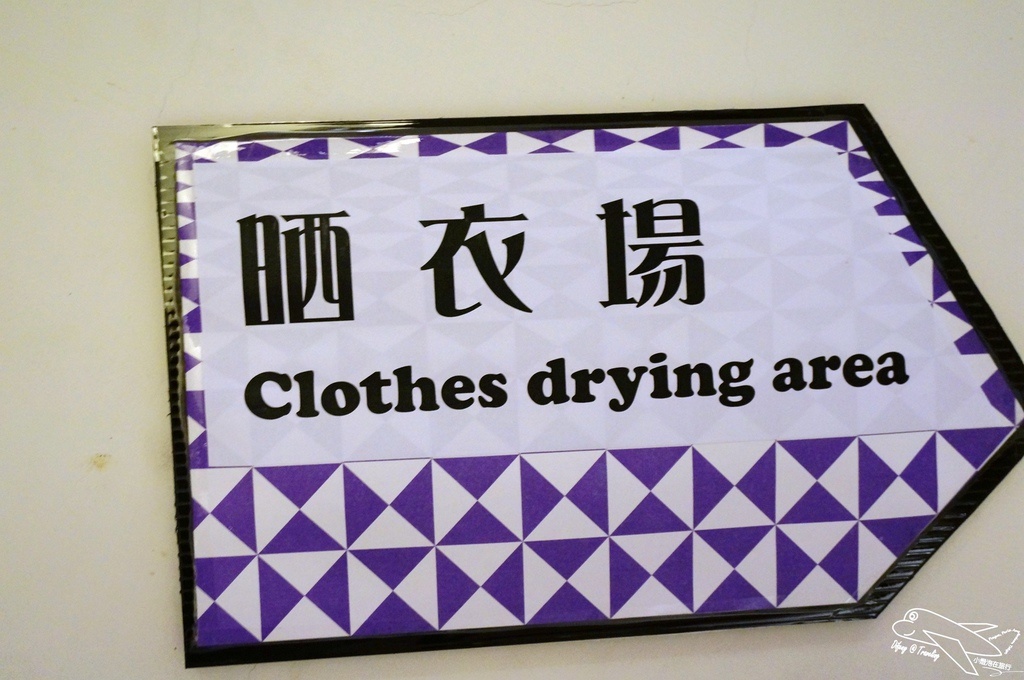 晒衣場
Clothes drying area